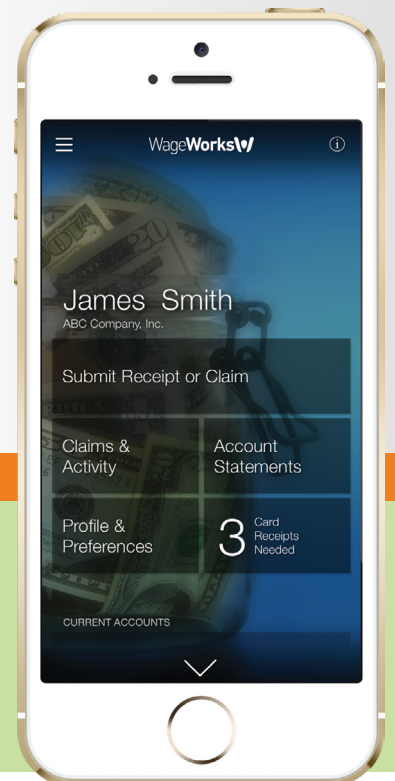 WageWorks
James Smith
ABC Company, Inc.
Submit Receipt or Claim
Claims &
Activity
Account
Statements
Profile &
Preferences
3
Card
Receipts
Needed
CURRENT ACCOUNTS